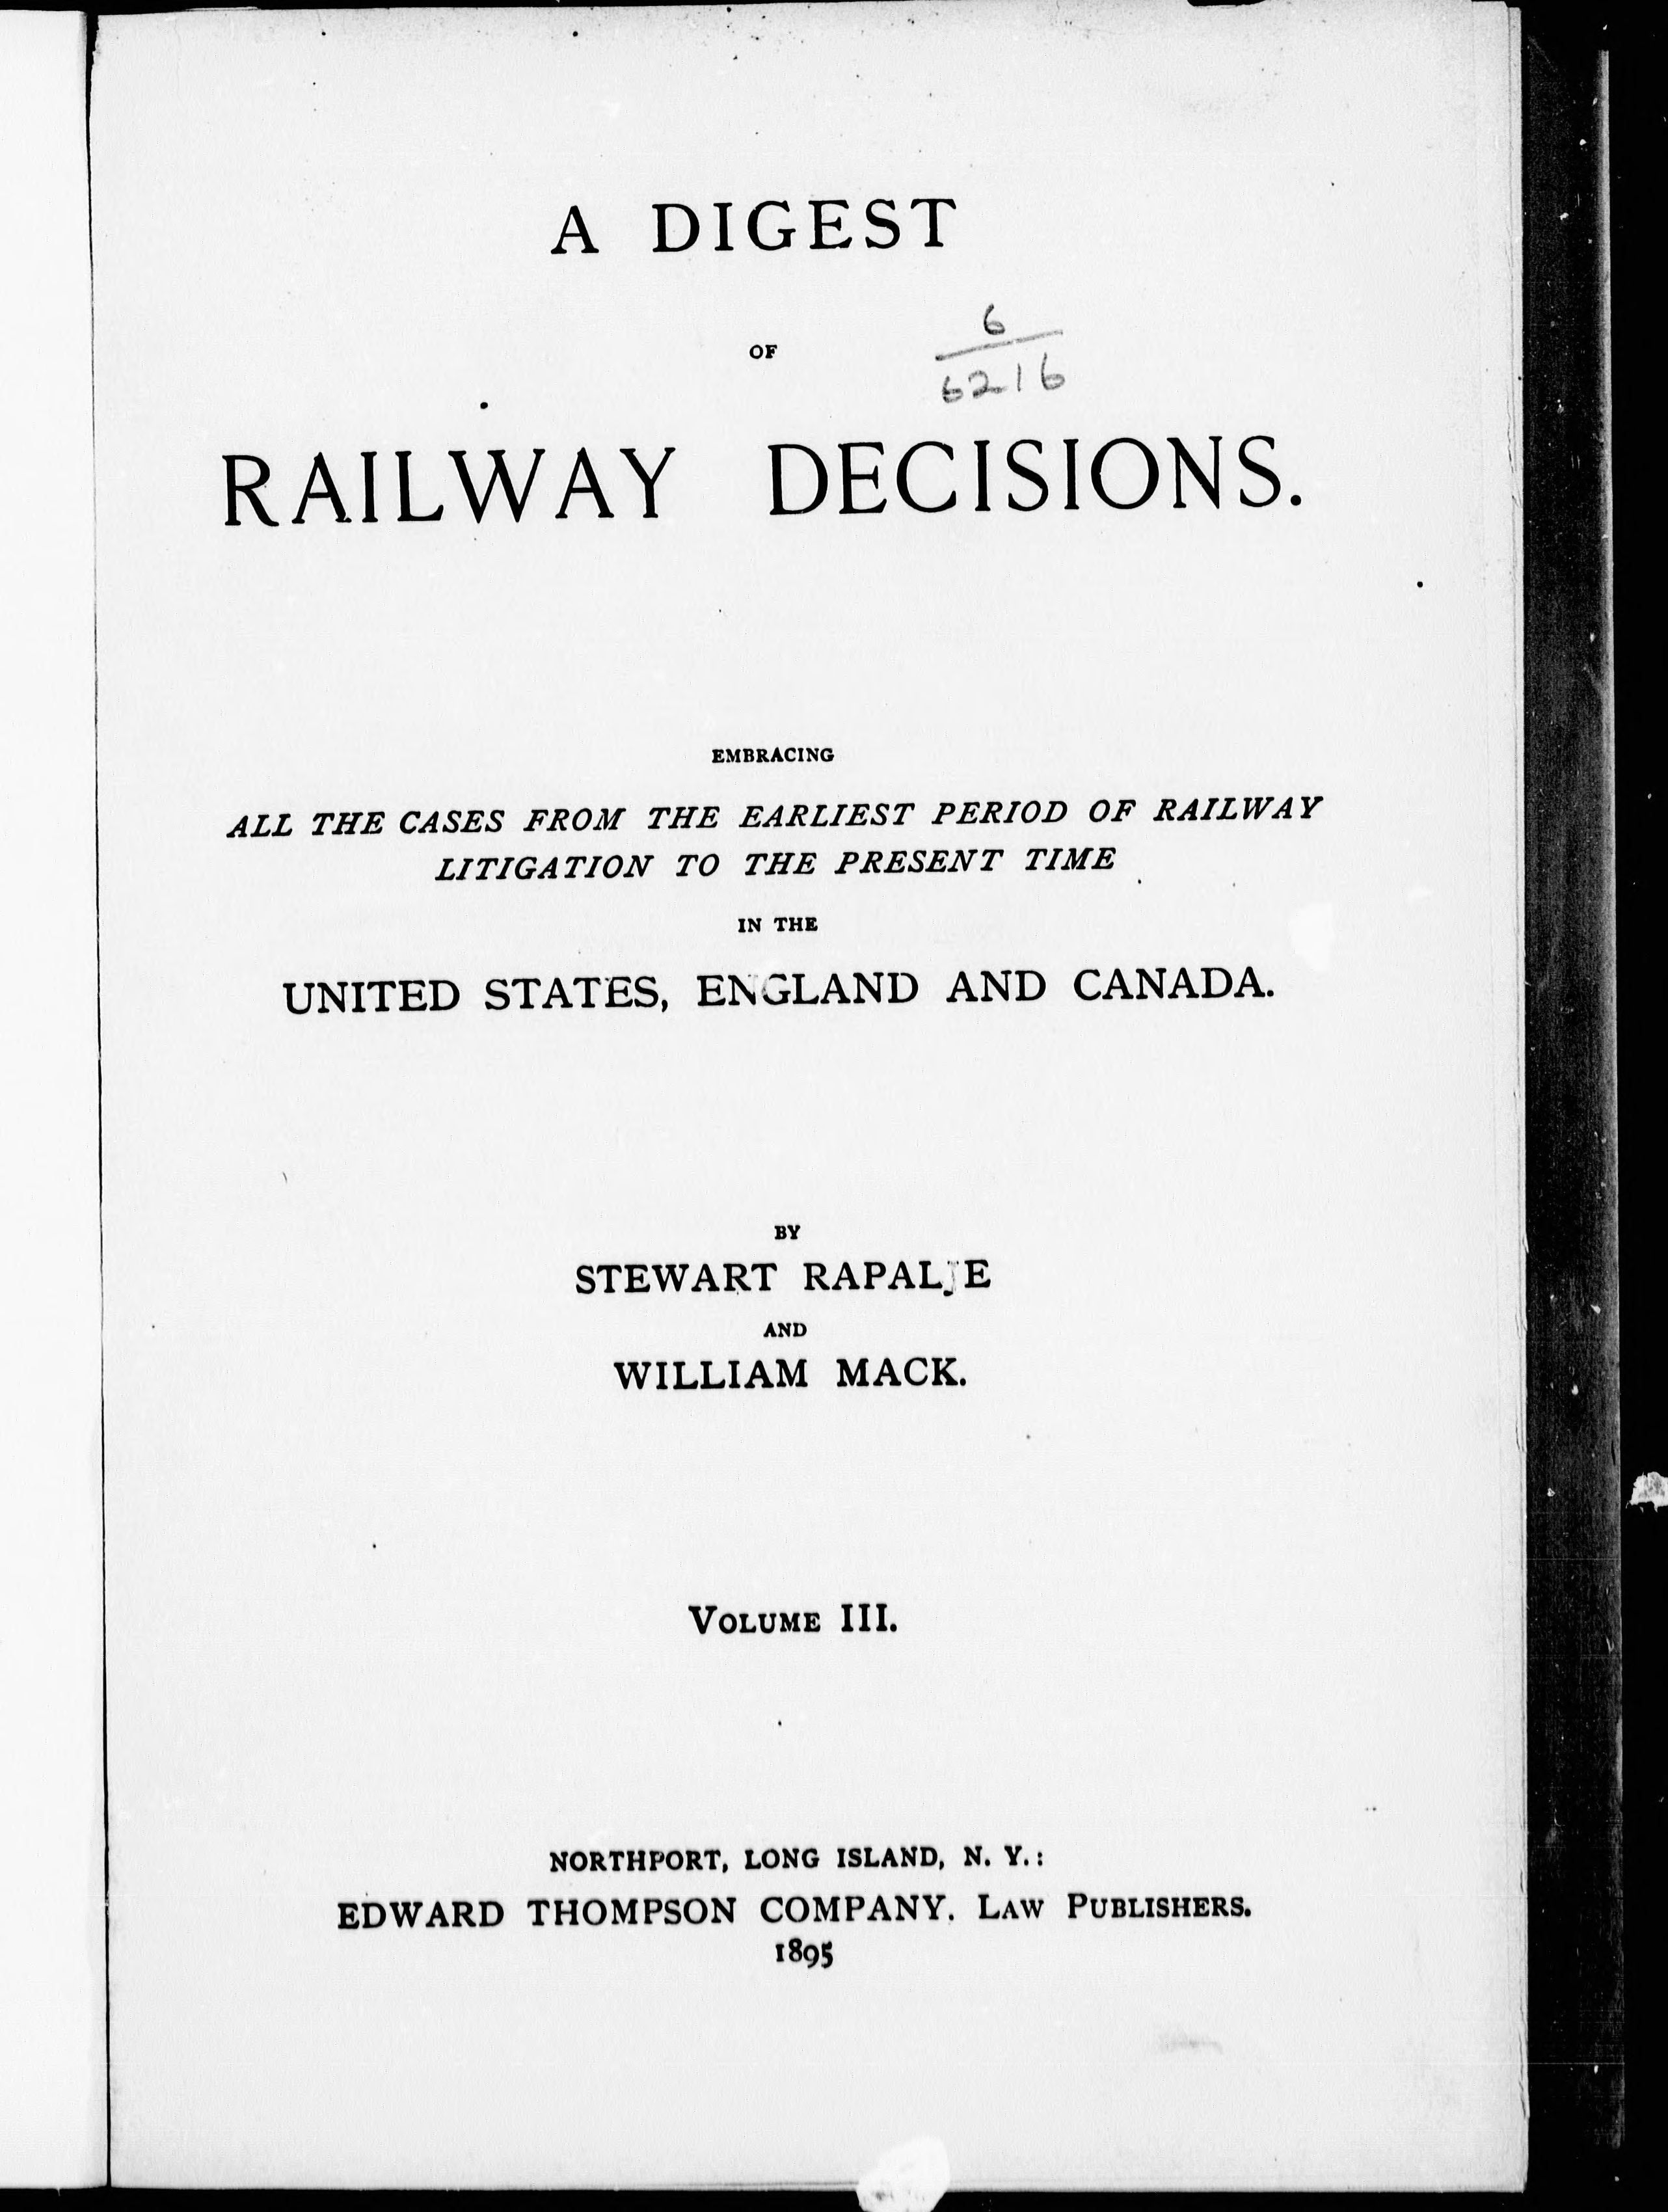 A DIGEST
OF
6
6216
RAILWAY DECISIONS.
EMBRACING
ALL THE CASES FROM THE EARLIEST PERIOD OF RAILWAY
LITIGATION TO THE PRESENT TIME
IN THE
UNITED STATES, ENGLAND AND CANADA.
BY
STEWART RAPALJE
AND
WILLIAM MACK.
VOLUME III.
NORTHPORT, LONG ISLAND, N. Y.:
EDWARD THOMPSON COMPANY. LAW PUBLISHERS.
1895